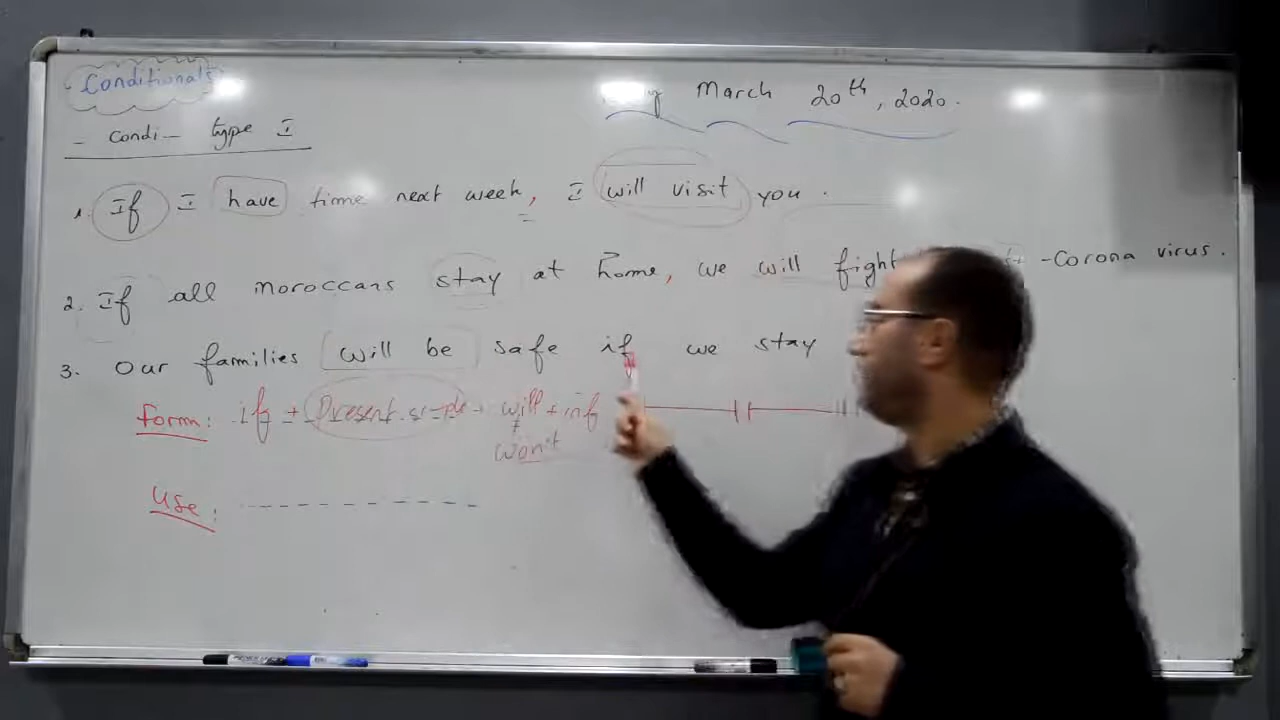 Conditionals
March 20th, 2020.
- Condi- type I
1. If I have time next week, I will visit you.
2. If all moroccans stay at home, we will fight -Corona virus.
3. Our families will be safe if we stay
form: if + Present.simple + will + inf
won't
Use: